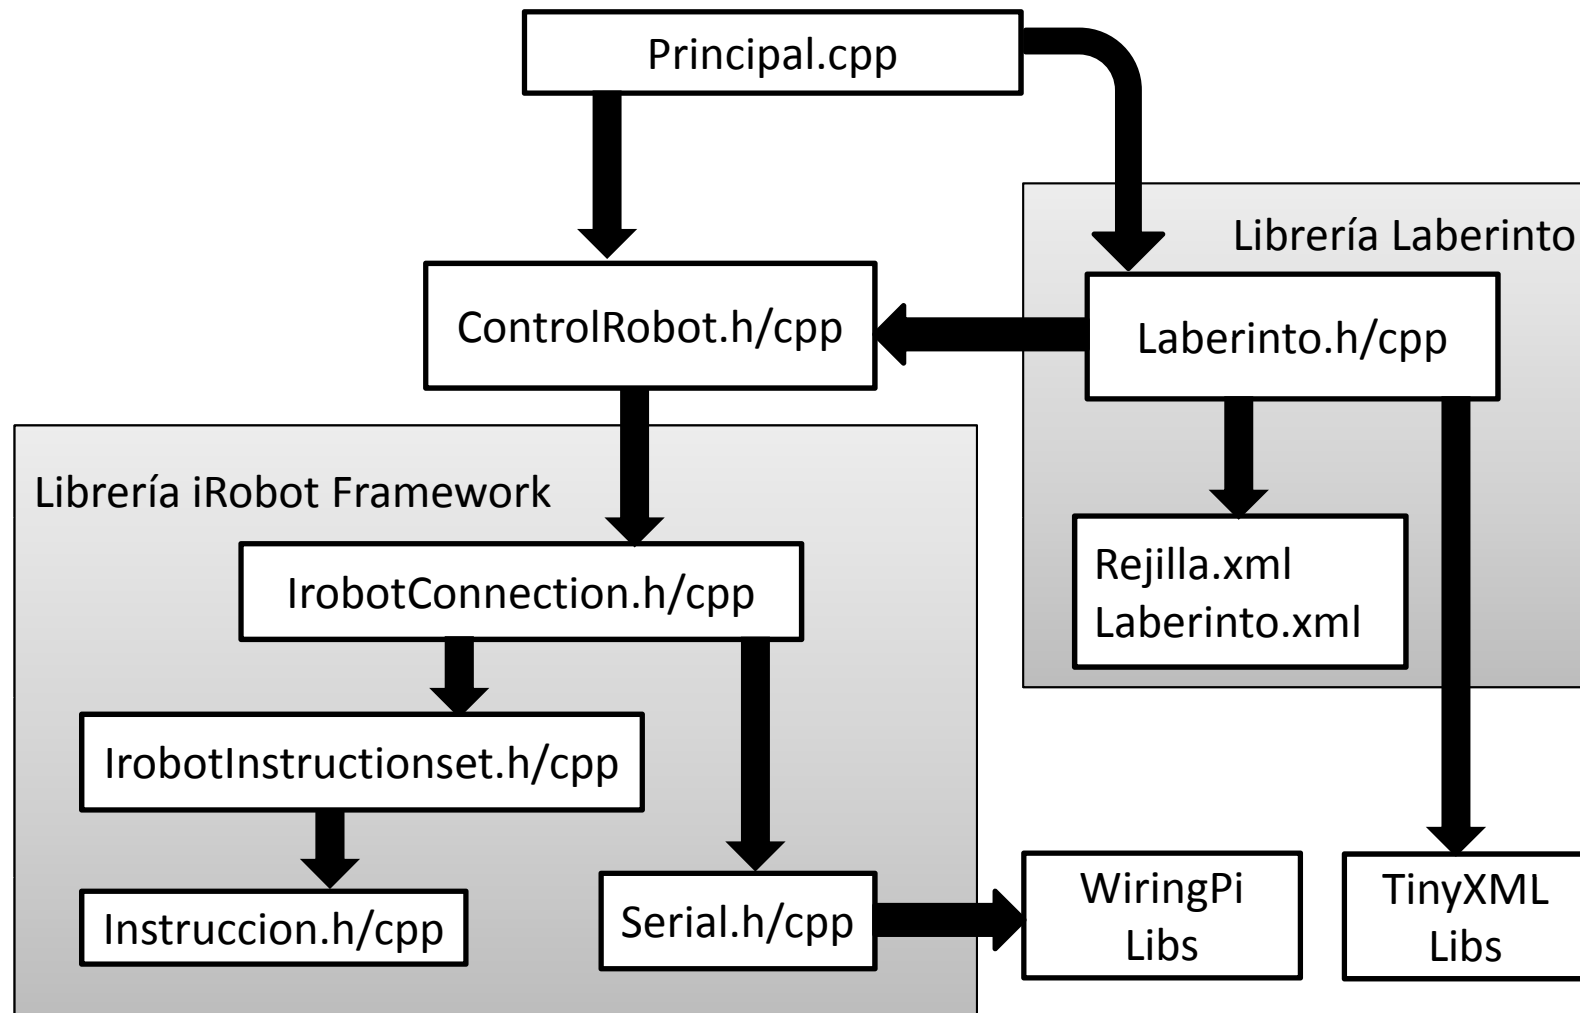 Principal.cpp
Librería Laberinto
ControlRobot.h/cpp
Laberinto.h/cpp
Librería iRobot Framework
Rejilla.xml
Laberinto.xml
IrobotConnection.h/cpp
IrobotInstructionset.h/cpp
Instruccion.h/cpp
Serial.h/cpp
WiringPi
Libs
TinyXML
Libs